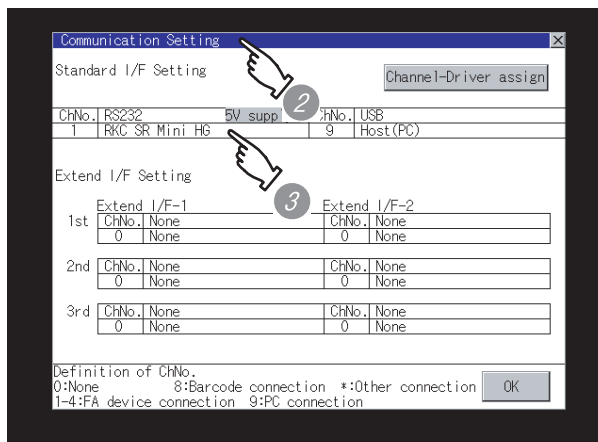 Communication Setting
Standard I/F Setting
Channel-Driver assign
ChNo. RS232 5V supp ChNo. USB
1 RKC SR Mini HG 9 Host(PC)
2
Extend I/F Setting
3
Extend I/F-1 Extend I/F-2
1st ChNo. None ChNo. None
0 None 0 None
2nd ChNo. None ChNo. None
0 None 0 None
3rd ChNo. None ChNo. None
0 None 0 None
Definition of ChNo.
0:None 8:Barcode connection *:Other connection OK
1-4:FA device connection 9:PC connection